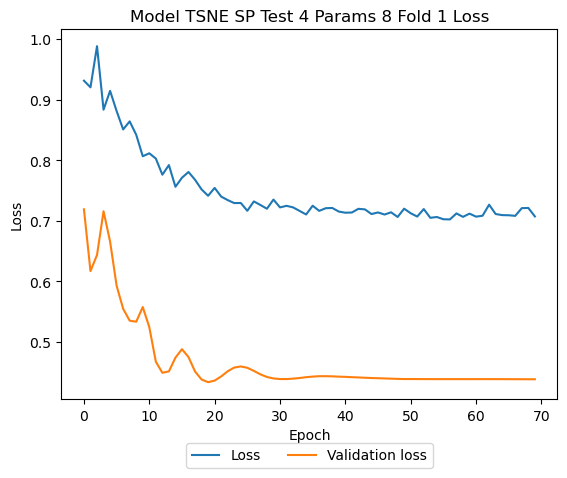 Model TSNE SP Test 4 Params 8 Fold 1 Loss
1.0
0.9
0.8
0.7
0.6
0.5
Loss
0 10 20 30 40 50 60 70
Epoch
Loss Validation loss